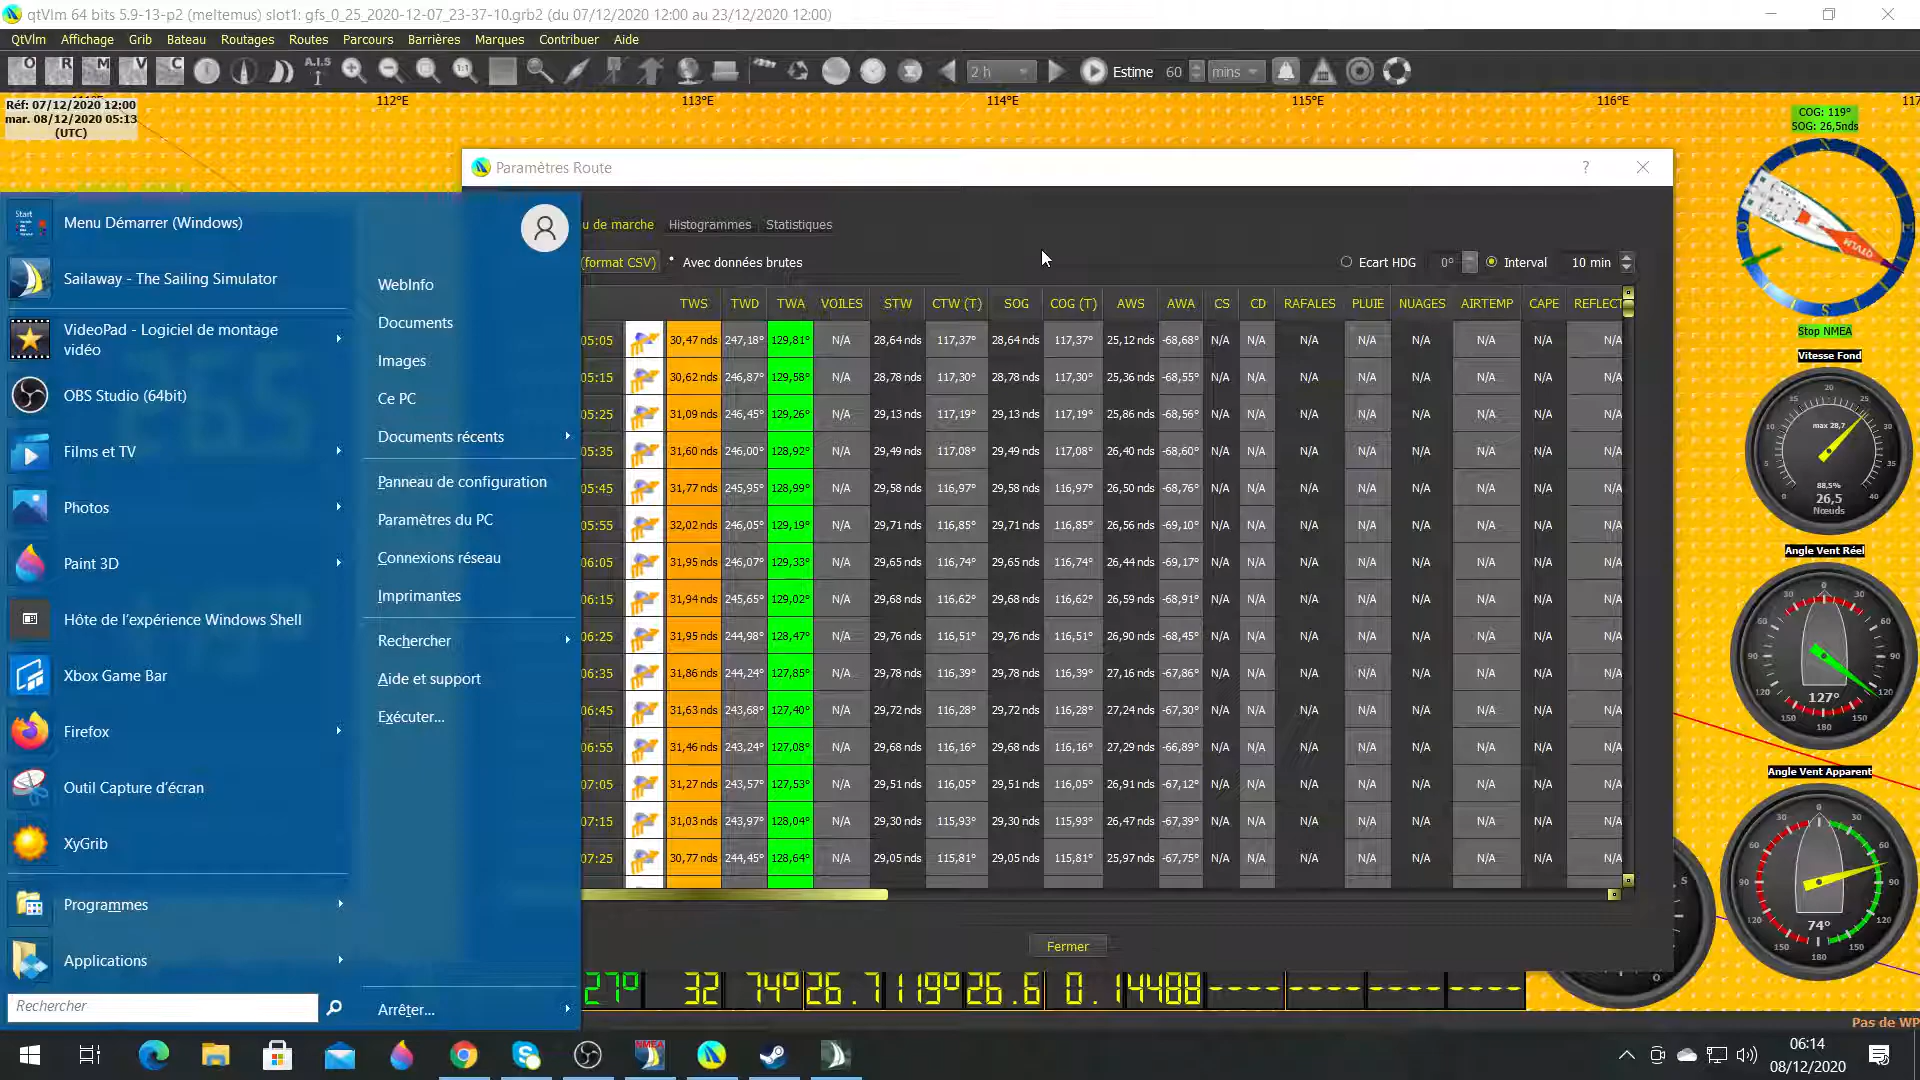 qtVlm 64 bits 5.9-13-p2 (meltemus) slot1: gfs_0_25_2020-12-07_23-37-10.grb2 (du 07/12/2020 12:00 au 23/12/2020 12:00)
QtVlm Affichage Grib Bateau Routages Routes Parcours Barrières Marques Contribuer Aide
O R M V C A.I.S 1:1 2 h Estime 60 mins
112°E 113°E 114°E 115°E 116°E
Réf: 07/12/2020 12:00
mar. 08/12/2020 05:13
(UTC)
COG: 119°
SOG: 26,5nds
Stop NMEA
Vitesse Fond
max 28,7
88,5%
26,5
Nœuds
Angle Vent Réel
127°
Angle Vent Apparent
74°
Paramètres Route ?
u de marche Histogrammes Statistiques
(format CSV) Avec données brutes Ecart HDG 0° Interval 10 min
TWS TWD TWA VOILES STW CTW (T) SOG COG (T) AWS AWA CS CD RAFALES PLUIE NUAGES AIRTEMP CAPE REFLECT
05:05 30,47 nds 247,18° 129,81° N/A 28,64 nds 117,37° 28,64 nds 117,37° 25,12 nds -68,68° N/A N/A N/A N/A N/A N/A N/A N/A
05:15 30,62 nds 246,87° 129,58° N/A 28,78 nds 117,30° 28,78 nds 117,30° 25,36 nds -68,55° N/A N/A N/A N/A N/A N/A N/A N/A
05:25 31,09 nds 246,45° 129,26° N/A 29,13 nds 117,19° 29,13 nds 117,19° 25,86 nds -68,56° N/A N/A N/A N/A N/A N/A N/A N/A
05:35 31,60 nds 246,00° 128,92° N/A 29,49 nds 117,08° 29,49 nds 117,08° 26,40 nds -68,60° N/A N/A N/A N/A N/A N/A N/A N/A
05:45 31,77 nds 245,95° 128,99° N/A 29,58 nds 116,97° 29,58 nds 116,97° 26,50 nds -68,76° N/A N/A N/A N/A N/A N/A N/A N/A
05:55 32,02 nds 246,05° 129,19° N/A 29,71 nds 116,85° 29,71 nds 116,85° 26,56 nds -69,10° N/A N/A N/A N/A N/A N/A N/A N/A
06:05 31,95 nds 246,07° 129,33° N/A 29,65 nds 116,74° 29,65 nds 116,74° 26,44 nds -69,17° N/A N/A N/A N/A N/A N/A N/A N/A
06:15 31,94 nds 245,65° 129,02° N/A 29,68 nds 116,62° 29,68 nds 116,62° 26,59 nds -68,91° N/A N/A N/A N/A N/A N/A N/A N/A
06:25 31,95 nds 244,98° 128,47° N/A 29,76 nds 116,51° 29,76 nds 116,51° 26,90 nds -68,45° N/A N/A N/A N/A N/A N/A N/A N/A
06:35 31,86 nds 244,24° 127,85° N/A 29,78 nds 116,39° 29,78 nds 116,39° 27,16 nds -67,86° N/A N/A N/A N/A N/A N/A N/A N/A
06:45 31,63 nds 243,68° 127,40° N/A 29,72 nds 116,28° 29,72 nds 116,28° 27,24 nds -67,30° N/A N/A N/A N/A N/A N/A N/A N/A
06:55 31,46 nds 243,24° 127,08° N/A 29,68 nds 116,16° 29,68 nds 116,16° 27,29 nds -66,89° N/A N/A N/A N/A N/A N/A N/A N/A
07:05 31,27 nds 243,57° 127,53° N/A 29,51 nds 116,05° 29,51 nds 116,05° 26,91 nds -67,12° N/A N/A N/A N/A N/A N/A N/A N/A
07:15 31,03 nds 243,97° 128,04° N/A 29,30 nds 115,93° 29,30 nds 115,93° 26,47 nds -67,39° N/A N/A N/A N/A N/A N/A N/A N/A
07:25 30,77 nds 244,45° 128,64° N/A 29,05 nds 115,81° 29,05 nds 115,81° 25,97 nds -67,75° N/A N/A N/A N/A N/A N/A N/A N/A
Fermer
27° 32 74° 26.7 119° 26.6 0.14488 ---- ---- ---- ----
Pas de WP
Menu Démarrer (Windows)
Sailaway - The Sailing Simulator
VideoPad - Logiciel de montage
vidéo
OBS Studio (64bit)
Films et TV
Photos
Paint 3D
Hôte de l'expérience Windows Shell
Xbox Game Bar
Firefox
Outil Capture d'écran
XyGrib
Programmes
Applications
Rechercher
WebInfo
Documents
Images
Ce PC
Documents récents
Panneau de configuration
Paramètres du PC
Connexions réseau
Imprimantes
Rechercher
Aide et support
Exécuter...
Arrêter...
NMEA
06:14
08/12/2020